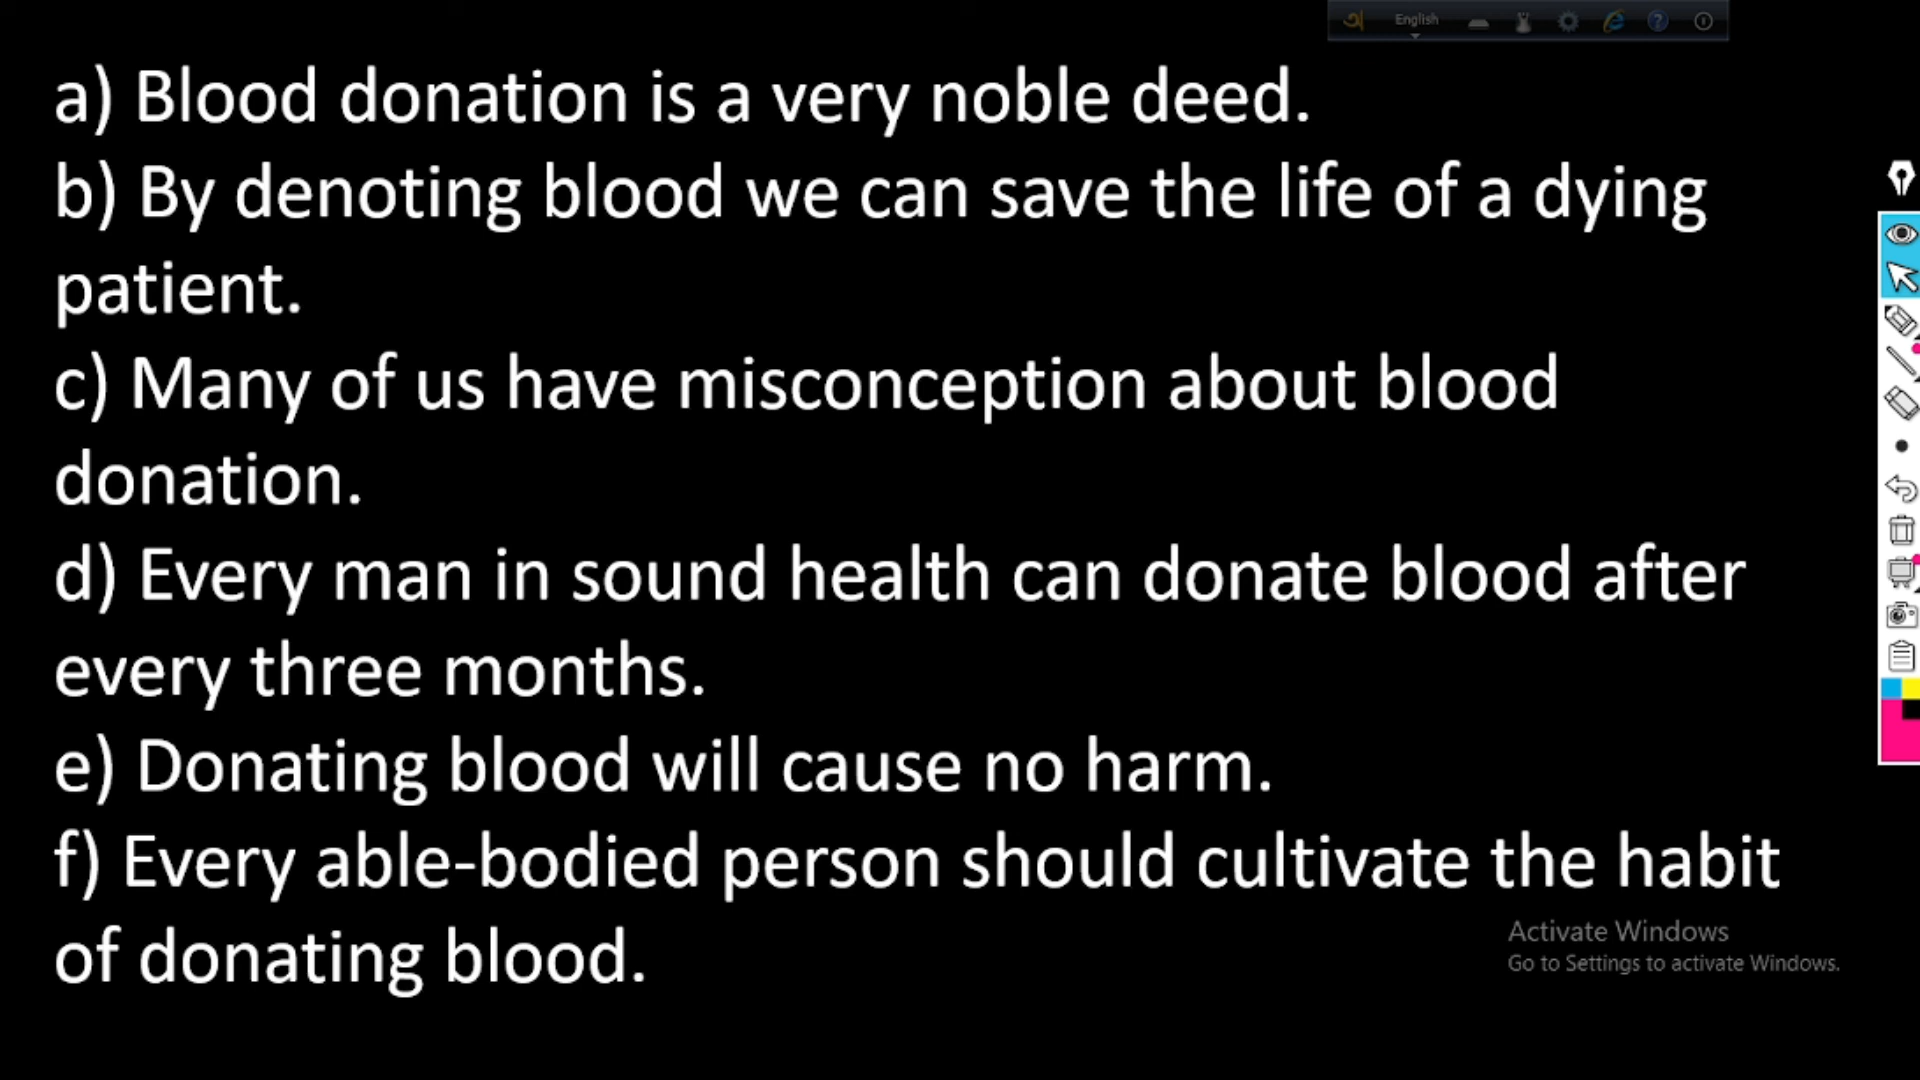 English
a) Blood donation is a very noble deed.
b) By denoting blood we can save the life of a dying
patient.
c) Many of us have misconception about blood
donation.
d) Every man in sound health can donate blood after
every three months.
e) Donating blood will cause no harm.
f) Every able-bodied person should cultivate the habit
of donating blood.
Activate Windows
Go to Settings to activate Windows.